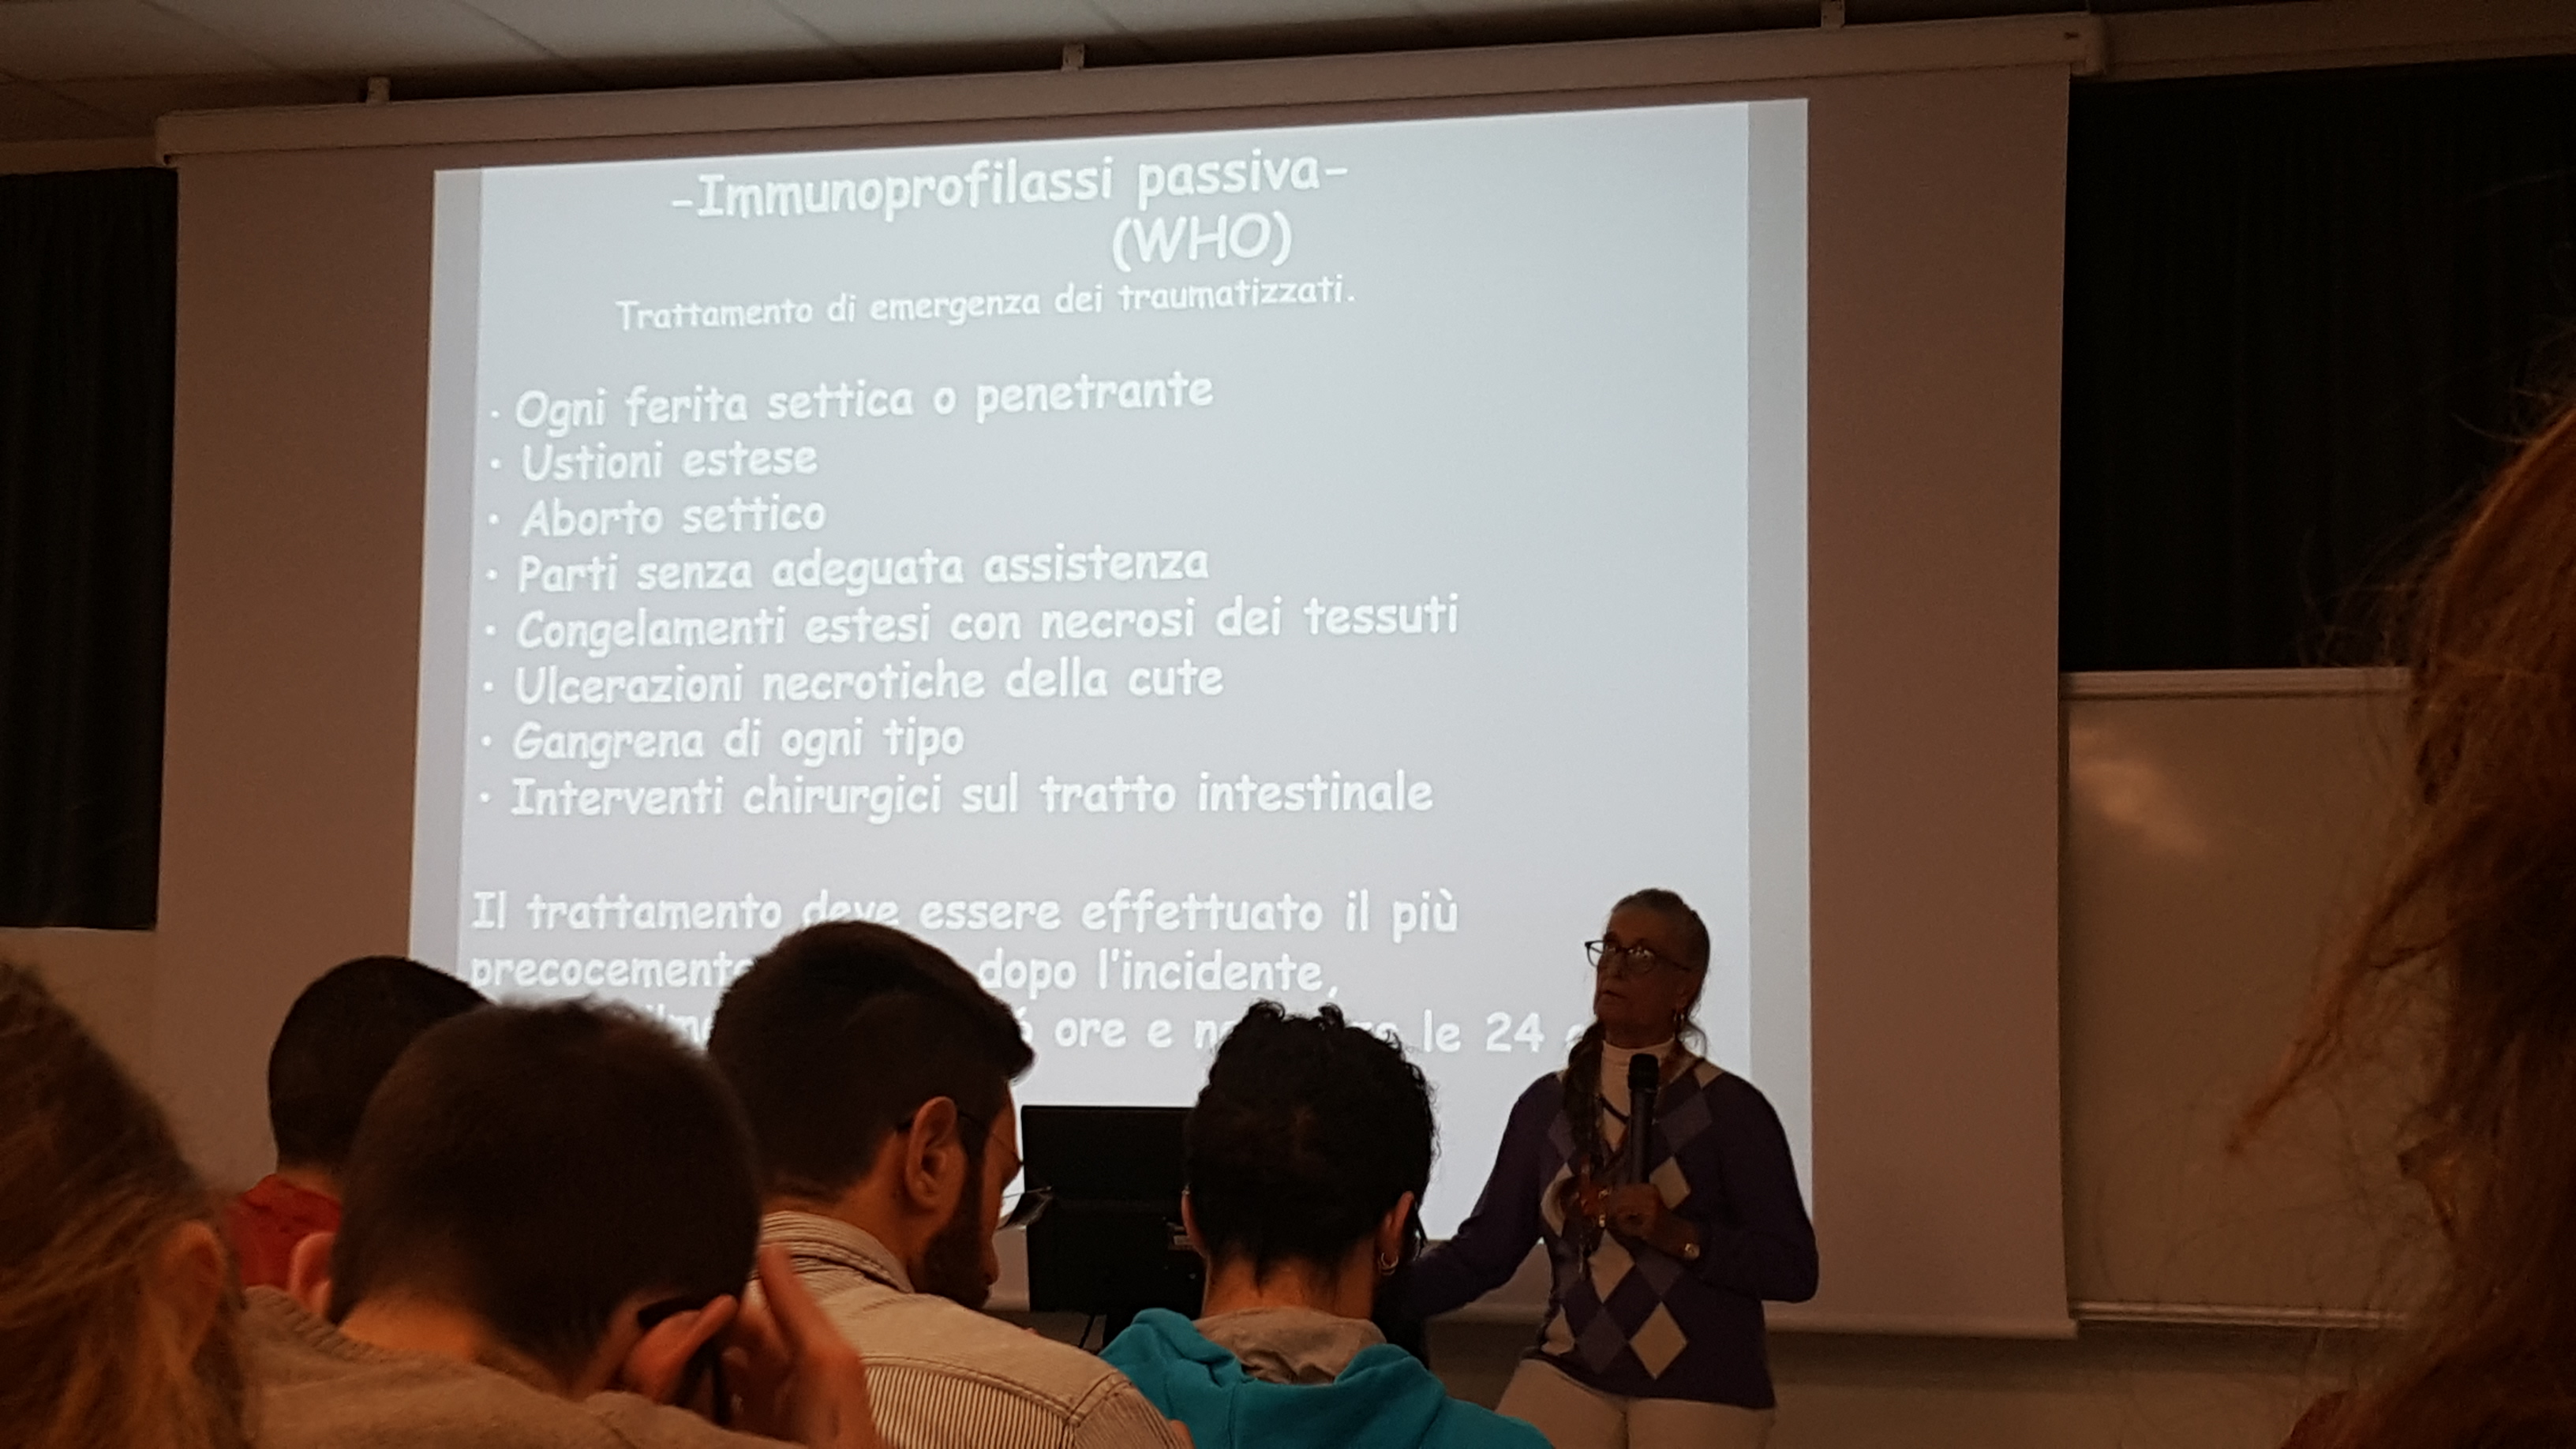 -Immunoprofilassi passiva-
(WHO)
Trattamento di emergenza dei traumatizzati.
· Ogni ferita settica o penetrante
· Ustioni estese
· Aborto settico
· Parti senza adeguata assistenza
· Congelamenti estesi con necrosi dei tessuti
· Ulcerazioni necrotiche della cute
· Gangrena di ogni tipo
· Interventi chirurgici sul tratto intestinale
Il trattamento deve essere effettuato il più
dopo l'incidente,
ore e le 24